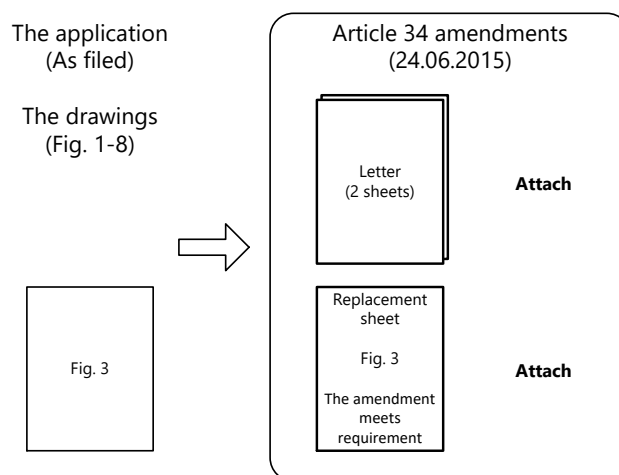 The application
(As filed)
The drawings
(Fig. 1-8)
Fig. 3
Article 34 amendments
(24.06.2015)
Letter
(2 sheets)
Attach
Replacement
sheet
Fig. 3
The amendment
meets
requirement
Attach